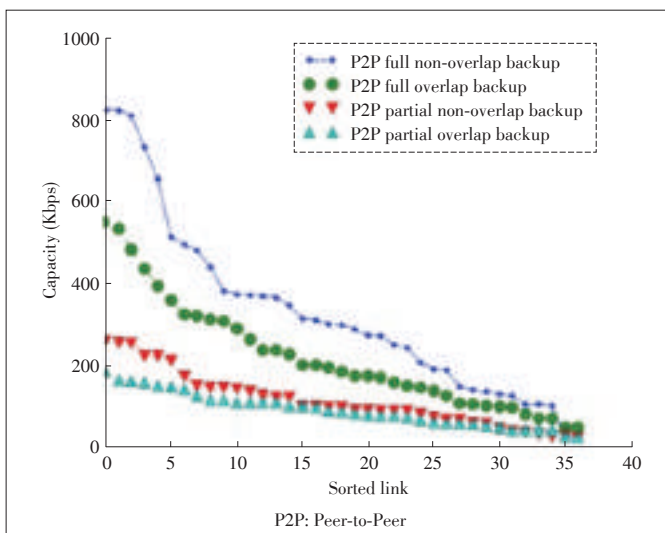 1000
800
600
400
200
0
Capacity (Kbps)
P2P full non-overlap backup
P2P full overlap backup
P2P partial non-overlap backup
P2P partial overlap backup
0 5 10 15 20 25 30 35 40
Sorted link
P2P: Peer-to-Peer